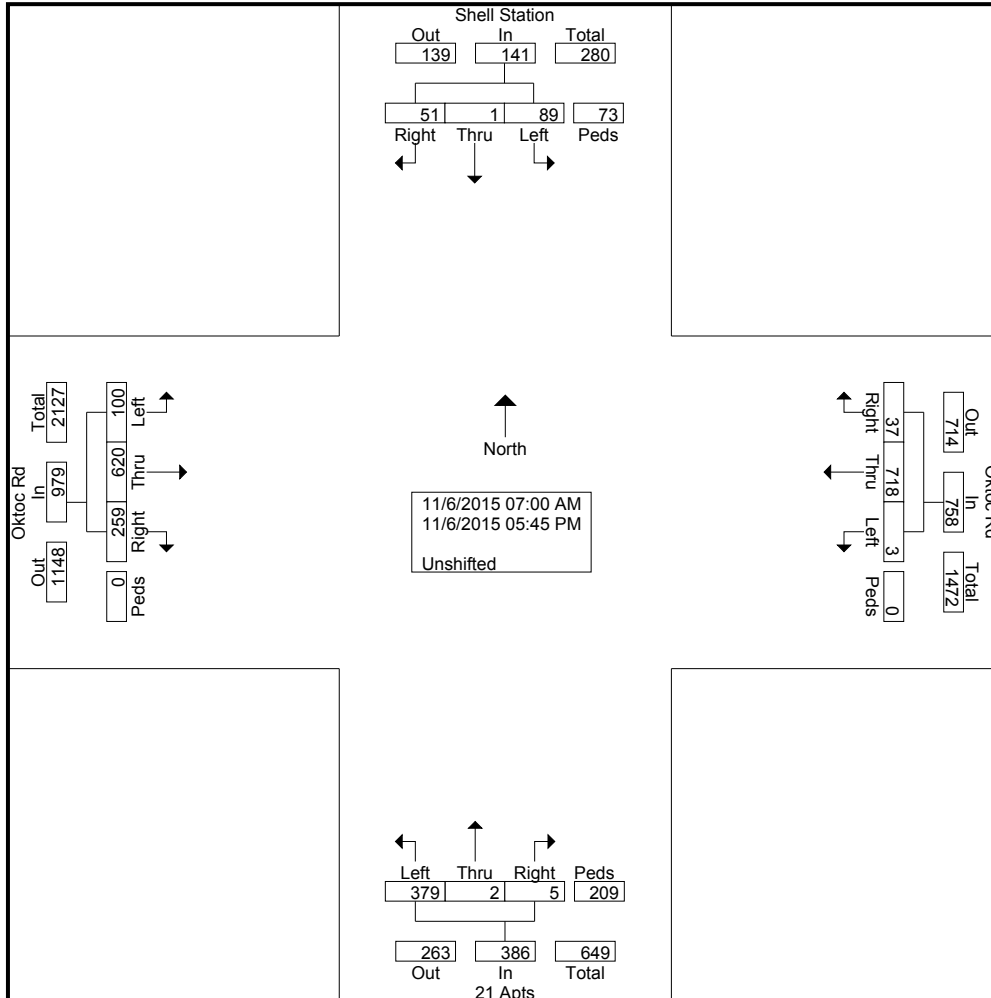 Shell Station
Out In Total
139 141 280
51 1 89 73
Right Thru Left Peds
Oktoc Rd
Total In Out
2127 979 1148
100 620 259 0
Left Thru Right Peds
North
11/6/2015 07:00 AM
11/6/2015 05:45 PM
Unshifted
Right Thru Left Peds
37 718 3 0
Out In Total
714 758 1472
Oktoc Rd
Left Thru Right Peds
379 2 5 209
263 386 649
Out In Total
21 Apts